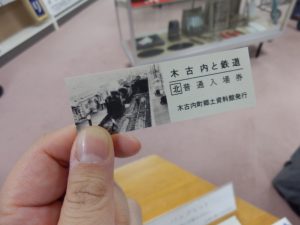 木古内と鉄道
北 普通入場券
木古内町郷土資料館発行